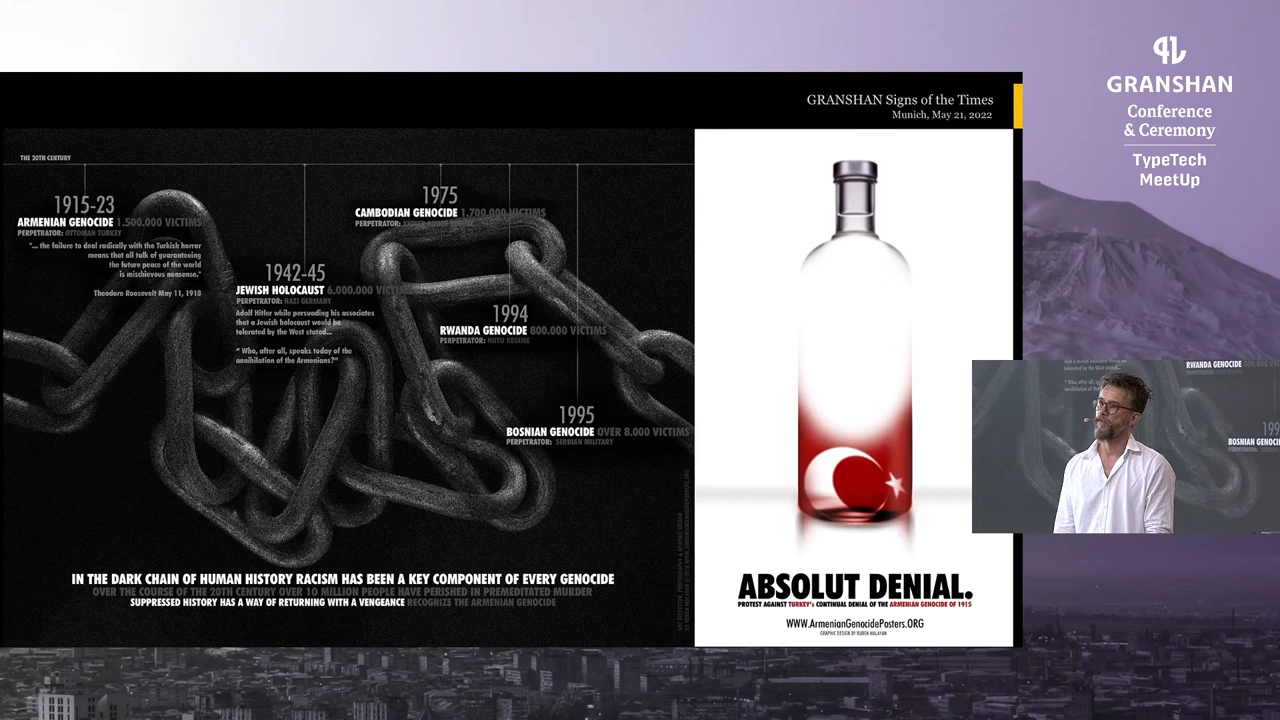 GRANSHAN
Conference
& Ceremony
TypeTech
MeetUp
GRANSHAN Signs of the Times
Munich, May 21, 2022
THE 20TH CENTURY
1915-23
ARMENIAN GENOCIDE 1.500.000 VICTIMS
PERPETRATOR: OTTOMAN TURKEY
"... the failure to deal radically with the Turkish horror
means that all talk of guaranteeing
the future peace of the world
is mischievous nonsense."
Theodore Roosevelt May 11, 1918
1942-45
JEWISH HOLOCAUST 6.000.000 VICTIMS
PERPETRATOR: NAZI GERMANY
Adolf Hitler while persuading his associates
that a Jewish holocaust would be
tolerated by the West stated...
" Who, after all, speaks today of the
annihilation of the Armenians?"
1975
CAMBODIAN GENOCIDE 1.700.000 VICTIMS
PERPETRATOR: KHMER ROUGE
1994
RWANDA GENOCIDE 800.000 VICTIMS
PERPETRATOR: HUTU REGIME
1995
BOSNIAN GENOCIDE OVER 8.000 VICTIMS
PERPETRATOR: SERBIAN MILITARY
IN THE DARK CHAIN OF HUMAN HISTORY RACISM HAS BEEN A KEY COMPONENT OF EVERY GENOCIDE
OVER THE COURSE OF THE 20TH CENTURY OVER 10 MILLION PEOPLE HAVE PERISHED IN PREMEDITATED MURDER
SUPPRESSED HISTORY HAS A WAY OF RETURNING WITH A VENGEANCE RECOGNIZE THE ARMENIAN GENOCIDE
ABSOLUT DENIAL.
PROTEST AGAINST TURKEY's CONTINUAL DENIAL OF THE ARMENIAN GENOCIDE OF 1915
WWW.ArmenianGenocidePosters.ORG
GRAPHIC DESIGN BY RUBEN MALAYAN
tolerated by the West stated...
RWANDA GENOCIDE
BOSNIAN GENOCI